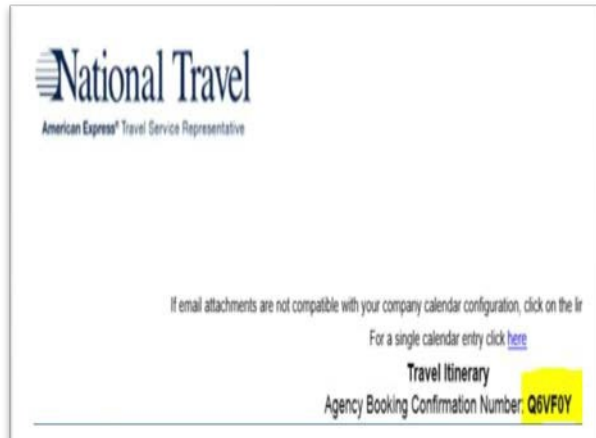 National Travel
American Express® Travel Service Representative
If email attachments are not compatible with your company calendar configuration, click on the
For a single calendar entry click here
Travel Itinerary
Agency Booking Confirmation Number: Q6VF0Y